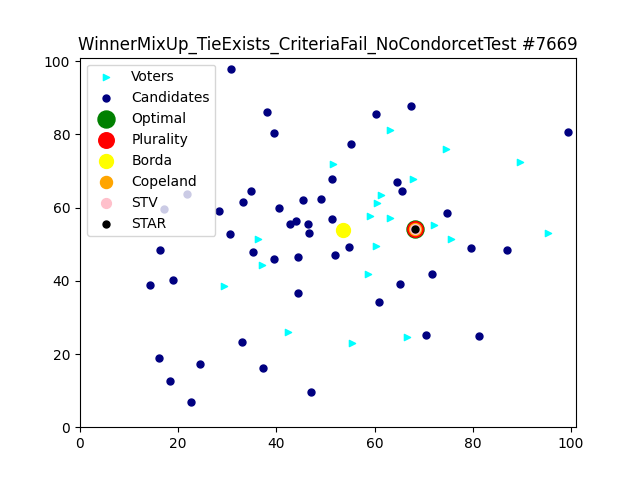 WinnerMixUp_TieExists_CriteriaFail_NoCondorcetTest #7669
100
80
60
40
20
0
0 20 40 60 80 100
Voters
Candidates
Optimal
Plurality
Borda
Copeland
STV
STAR